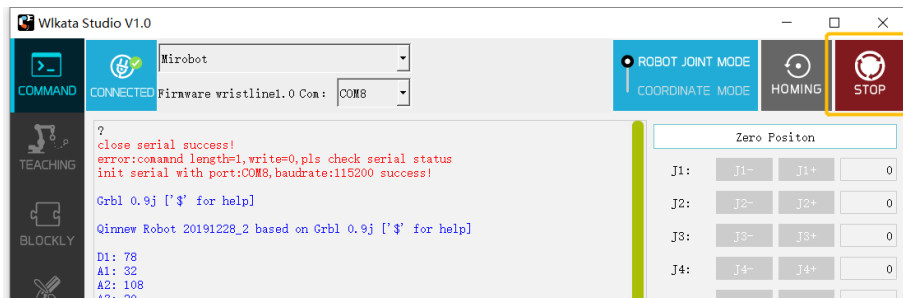 Wlkata Studio V1.0
COMMAND
CONNECTED
Mirobot
Firmware wristline1.0 Com: COM8
ROBOT JOINT MODE
COORDINATE MODE
HOMING
STOP
TEACHING
BLOCKLY
?
close serial success!
error:comamnd length=1,write=0,pls check serial status
init serial with port:COM8,baudrate:115200 success!
Grbl 0.9j ['$' for help]
Qinnew Robot 20191228_2 based on Grbl 0.9j ['$' for help]
D1: 78
A1: 32
A2: 108
Zero Positon
J1: J1- J1+ 0
J2: J2- J2+ 0
J3: J3- J3+ 0
J4: J4- J4+ 0